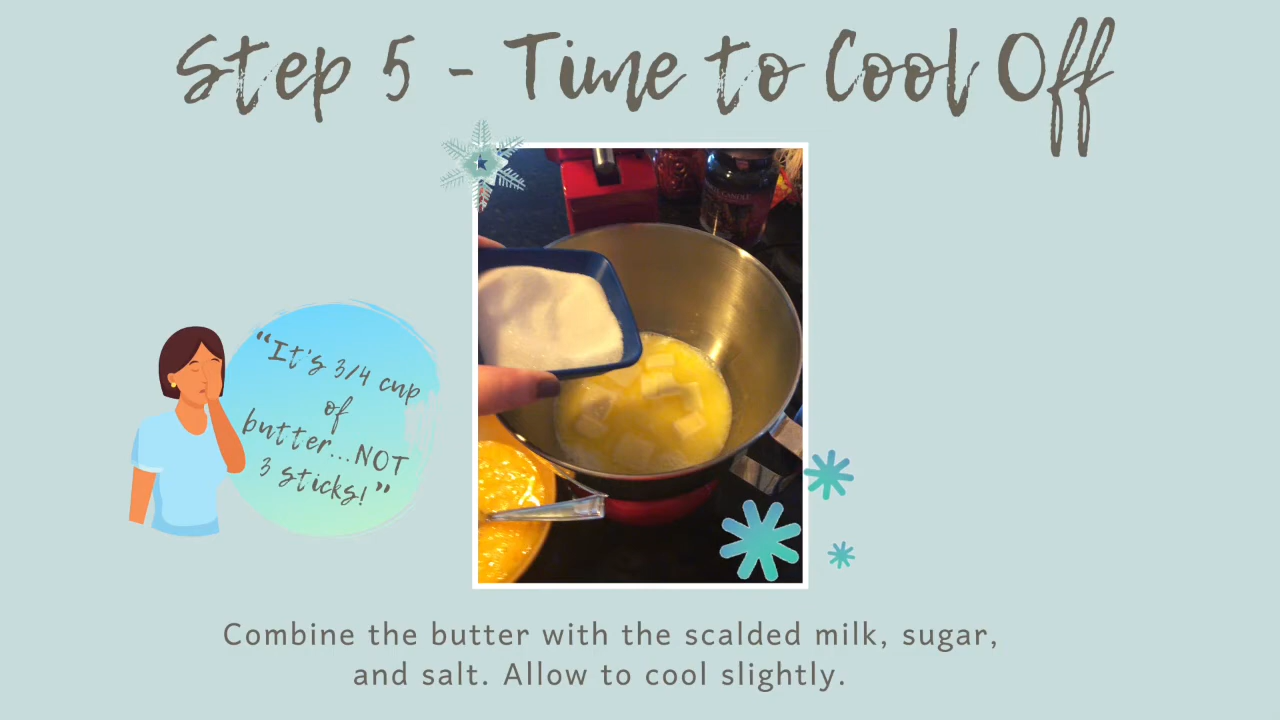 Step 5 - Time to Cool Off
"It's 3/4 cup
of
butter...NOT
3 sticks!"
Combine the butter with the scalded milk, sugar,
and salt. Allow to cool slightly.